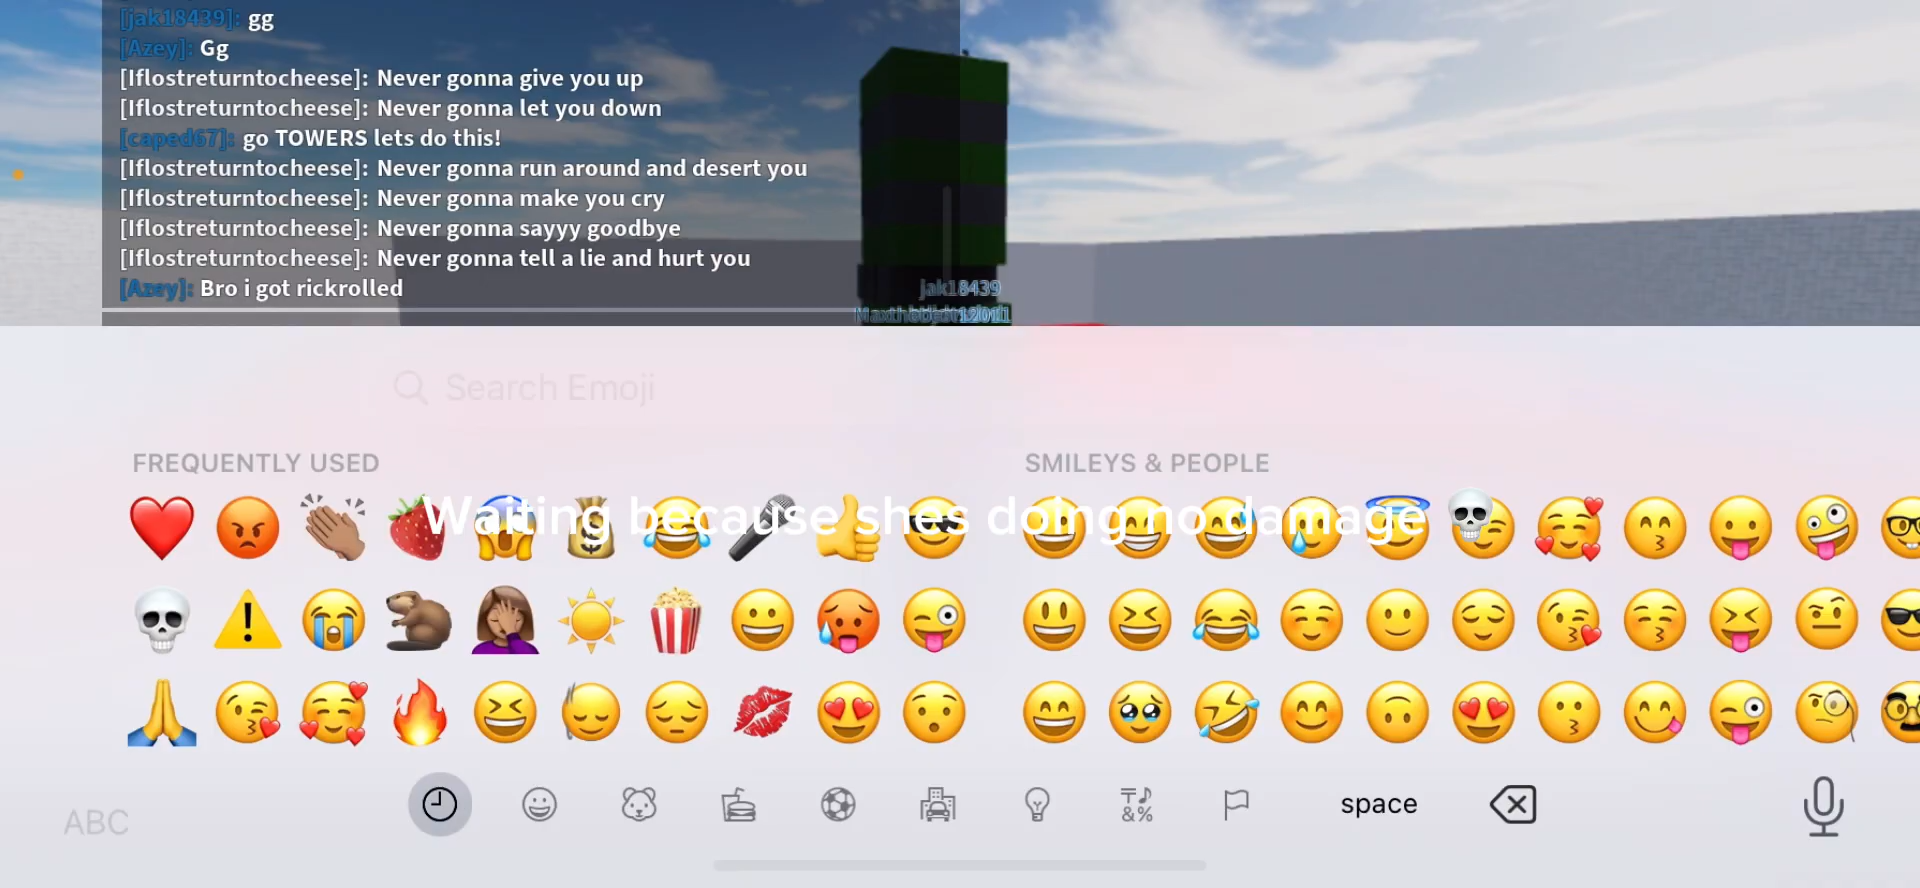 [jak18439]: gg
[Azey]: Gg
[Iflostreturntocheese]: Never gonna give you up
[Iflostreturntocheese]: Never gonna let you down
[caped67]: go TOWERS lets do this!
[Iflostreturntocheese]: Never gonna run around and desert you
[Iflostreturntocheese]: Never gonna make you cry
[Iflostreturntocheese]: Never gonna sayyy goodbye
[Iflostreturntocheese]: Never gonna tell a lie and hurt you
[Azey]: Bro i got rickrolled
jak18439
Search Emoji
FREQUENTLY USED
SMILEYS & PEOPLE
Waiting because shes doing no damage
ABC
space